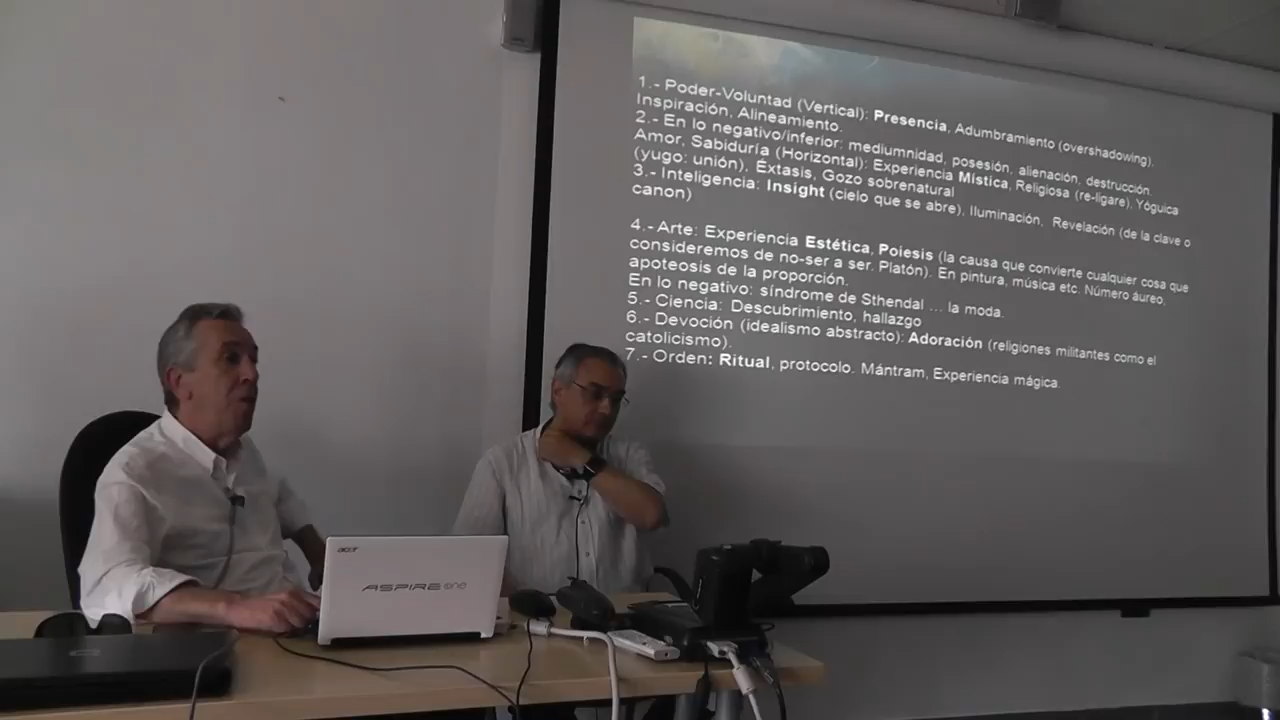 1.- Poder-Voluntad (Vertical): Presencia, Adumbramiento (overshadowing).
Inspiración, Alineamiento.
2.- En lo negativo/inferior: mediumnidad, posesión, alienación, destrucción.
Amor, Sabiduría (Horizontal): Experiencia Mística, Religiosa (re-ligare), Yóguica
(yugo: unión), Éxtasis, Gozo sobrenatural
3.- Inteligencia: Insight (cielo que se abre), Iluminación, Revelación (de la clave o
canon)
4.- Arte: Experiencia Estética, Poiesis (la causa que convierte cualquier cosa que
consideremos de no-ser a ser. Platón). En pintura, música etc. Número áureo,
apoteosis de la proporción.
En lo negativo: síndrome de Sthendal ... la moda.
5.- Ciencia: Descubrimiento, hallazgo
6.- Devoción (idealismo abstracto): Adoración (religiones militantes como el
catolicismo).
7.- Orden: Ritual, protocolo. Mántram, Experiencia mágica.
acer
ASPIRE one